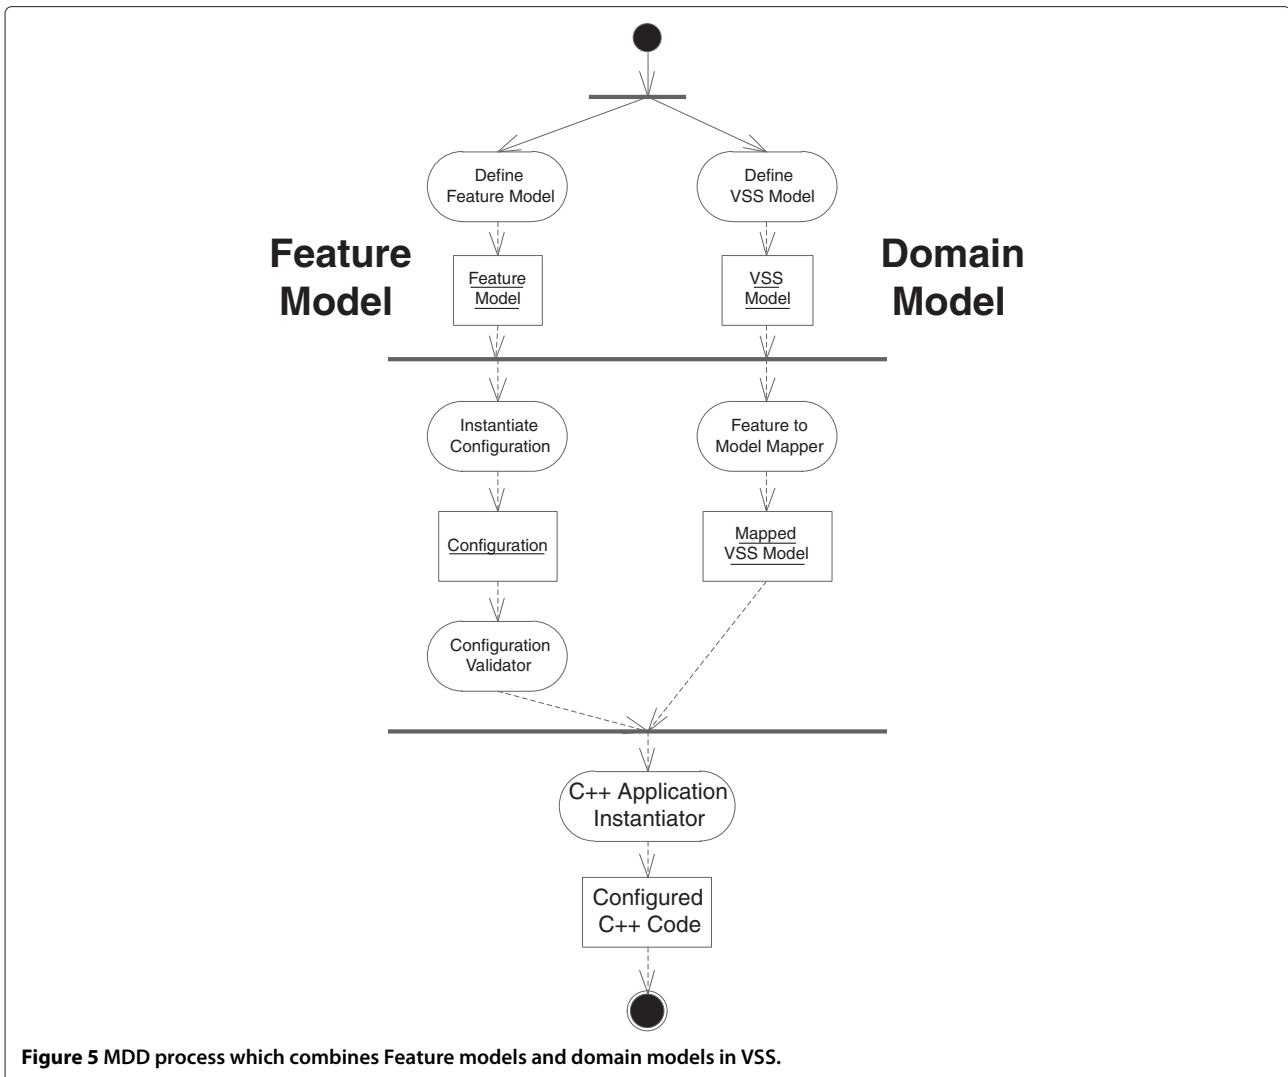 Define
Feature Model
Define
VSS Model
Feature
Model
Feature
Model
VSS
Model
Domain
Model
Instantiate
Configuration
Feature to
Model Mapper
Configuration
Mapped
VSS Model
Configuration
Validator
C++ Application
Instantiator
Configured
C++ Code
Figure 5 MDD process which combines Feature models and domain models in VSS.